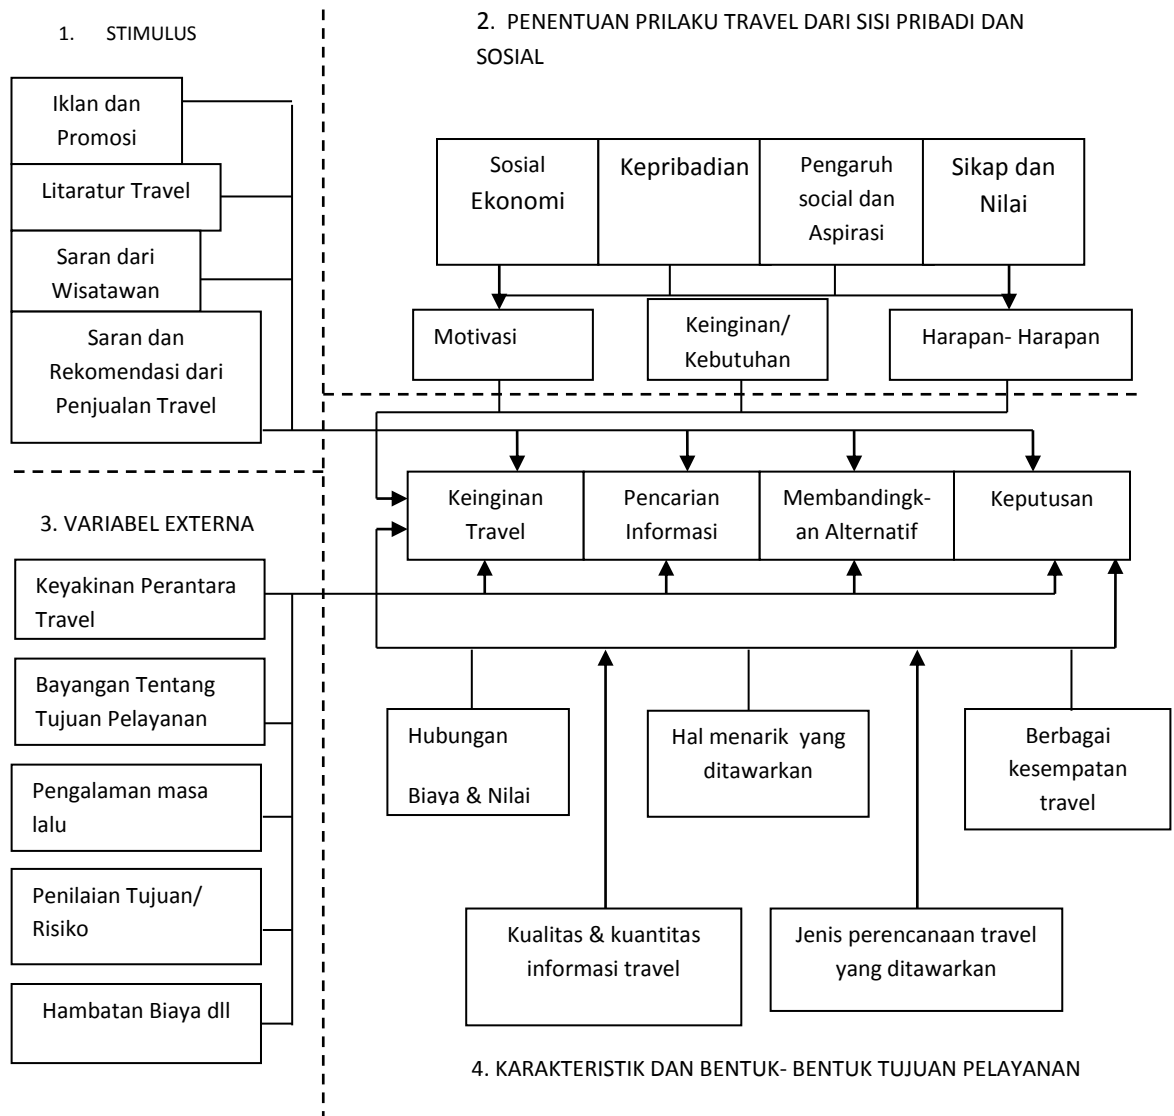 1. STIMULUS
Iklan dan
Promosi
Litaratur Travel
Saran dari
Wisatawan
Saran dan
Rekomendasi dari
Penjualan Travel
2. PENENTUAN PRILAKU TRAVEL DARI SISI PRIBADI DAN
SOSIAL
Sosial
Ekonomi
Kepribadian
Pengaruh
social dan
Aspirasi
Sikap dan
Nilai
Motivasi
Keinginan/
Kebutuhan
Harapan- Harapan
Keinginan
Travel
Pencarian
Informasi
Membandingk-
an Alternatif
Keputusan
3. VARIABEL EXTERNA
Keyakinan Perantara
Travel
Bayangan Tentang
Tujuan Pelayanan
Pengalaman masa
lalu
Penilaian Tujuan/
Risiko
Hambatan Biaya dll
Hubungan
Biaya & Nilai
Hal menarik yang
ditawarkan
Berbagai
kesempatan
travel
Kualitas & kuantitas
informasi travel
Jenis perencanaan travel
yang ditawarkan
4. KARAKTERISTIK DAN BENTUK- BENTUK TUJUAN PELAYANAN